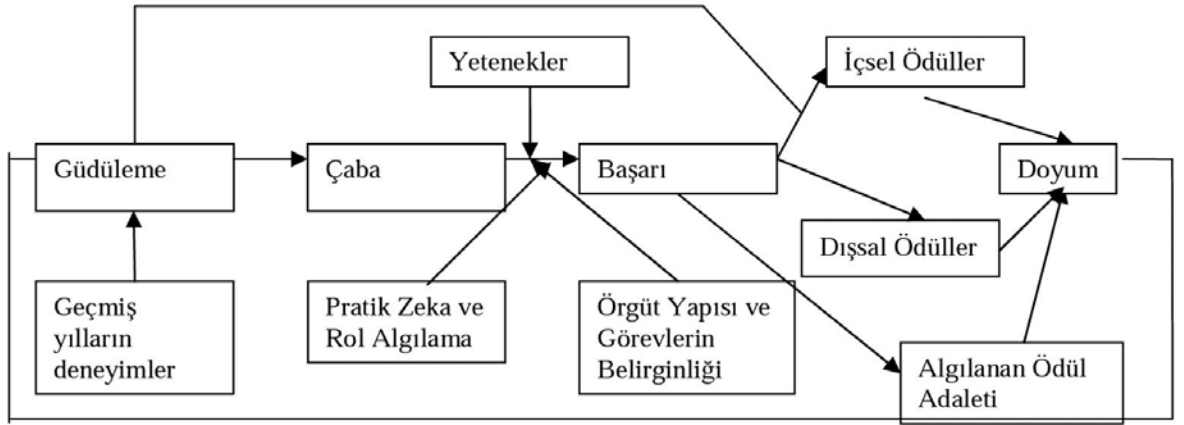 Yetenekler
İçsel Ödüller
Güdüleme
Çaba
Başarı
Doyum
Dışsal Ödüller
Geçmiş
yılların
deneyimler
Pratik Zeka ve
Rol Algılama
Örgüt Yapısı ve
Görevlerin
Belirginliği
Algılanan Ödül
Adaleti